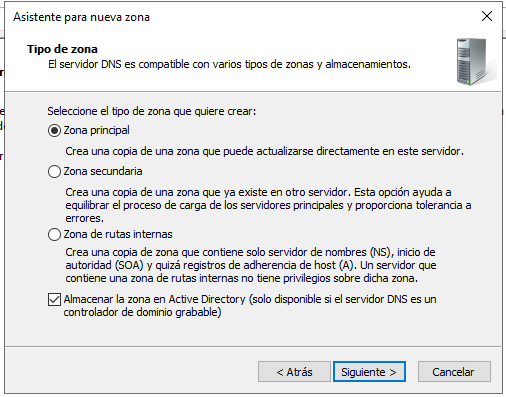 Asistente para nueva zona
Tipo de zona
El servidor DNS es compatible con varios tipos de zonas y almacenamientos.
Seleccione el tipo de zona que quiere crear:
Zona principal
Crea una copia de una zona que puede actualizarse directamente en este servidor.
Zona secundaria
Crea una copia de una zona que ya existe en otro servidor. Esta opción ayuda a
equilibrar el proceso de carga de los servidores principales y proporciona tolerancia a
errores.
Zona de rutas internas
Crea una copia de zona que contiene solo servidor de nombres (NS), inicio de
autoridad (SOA) y quizá registros de adherencia de host (A). Un servidor que
contiene una zona de rutas internas no tiene privilegios sobre dicha zona.
Almacenar la zona en Active Directory (solo disponible si el servidor DNS es un
controlador de dominio grabable)
< Atrás
Siguiente >
Cancelar